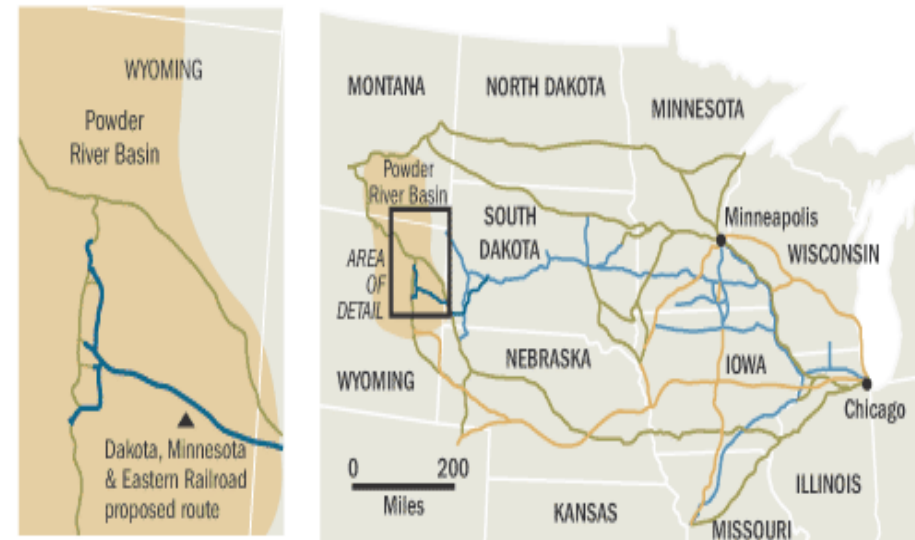 WYOMING
Powder
River Basin
Dakota, Minnesota
& Eastern Railroad
proposed route
MONTANA
NORTH DAKOTA
MINNESOTA
Powder
River Basin
SOUTH
DAKOTA
Minneapolis
WISCONSIN
AREA
OF
DETAIL
NEBRASKA
IOWA
WYOMING
Chicago
0 200
Miles
ILLINOIS
KANSAS
MISSOURI